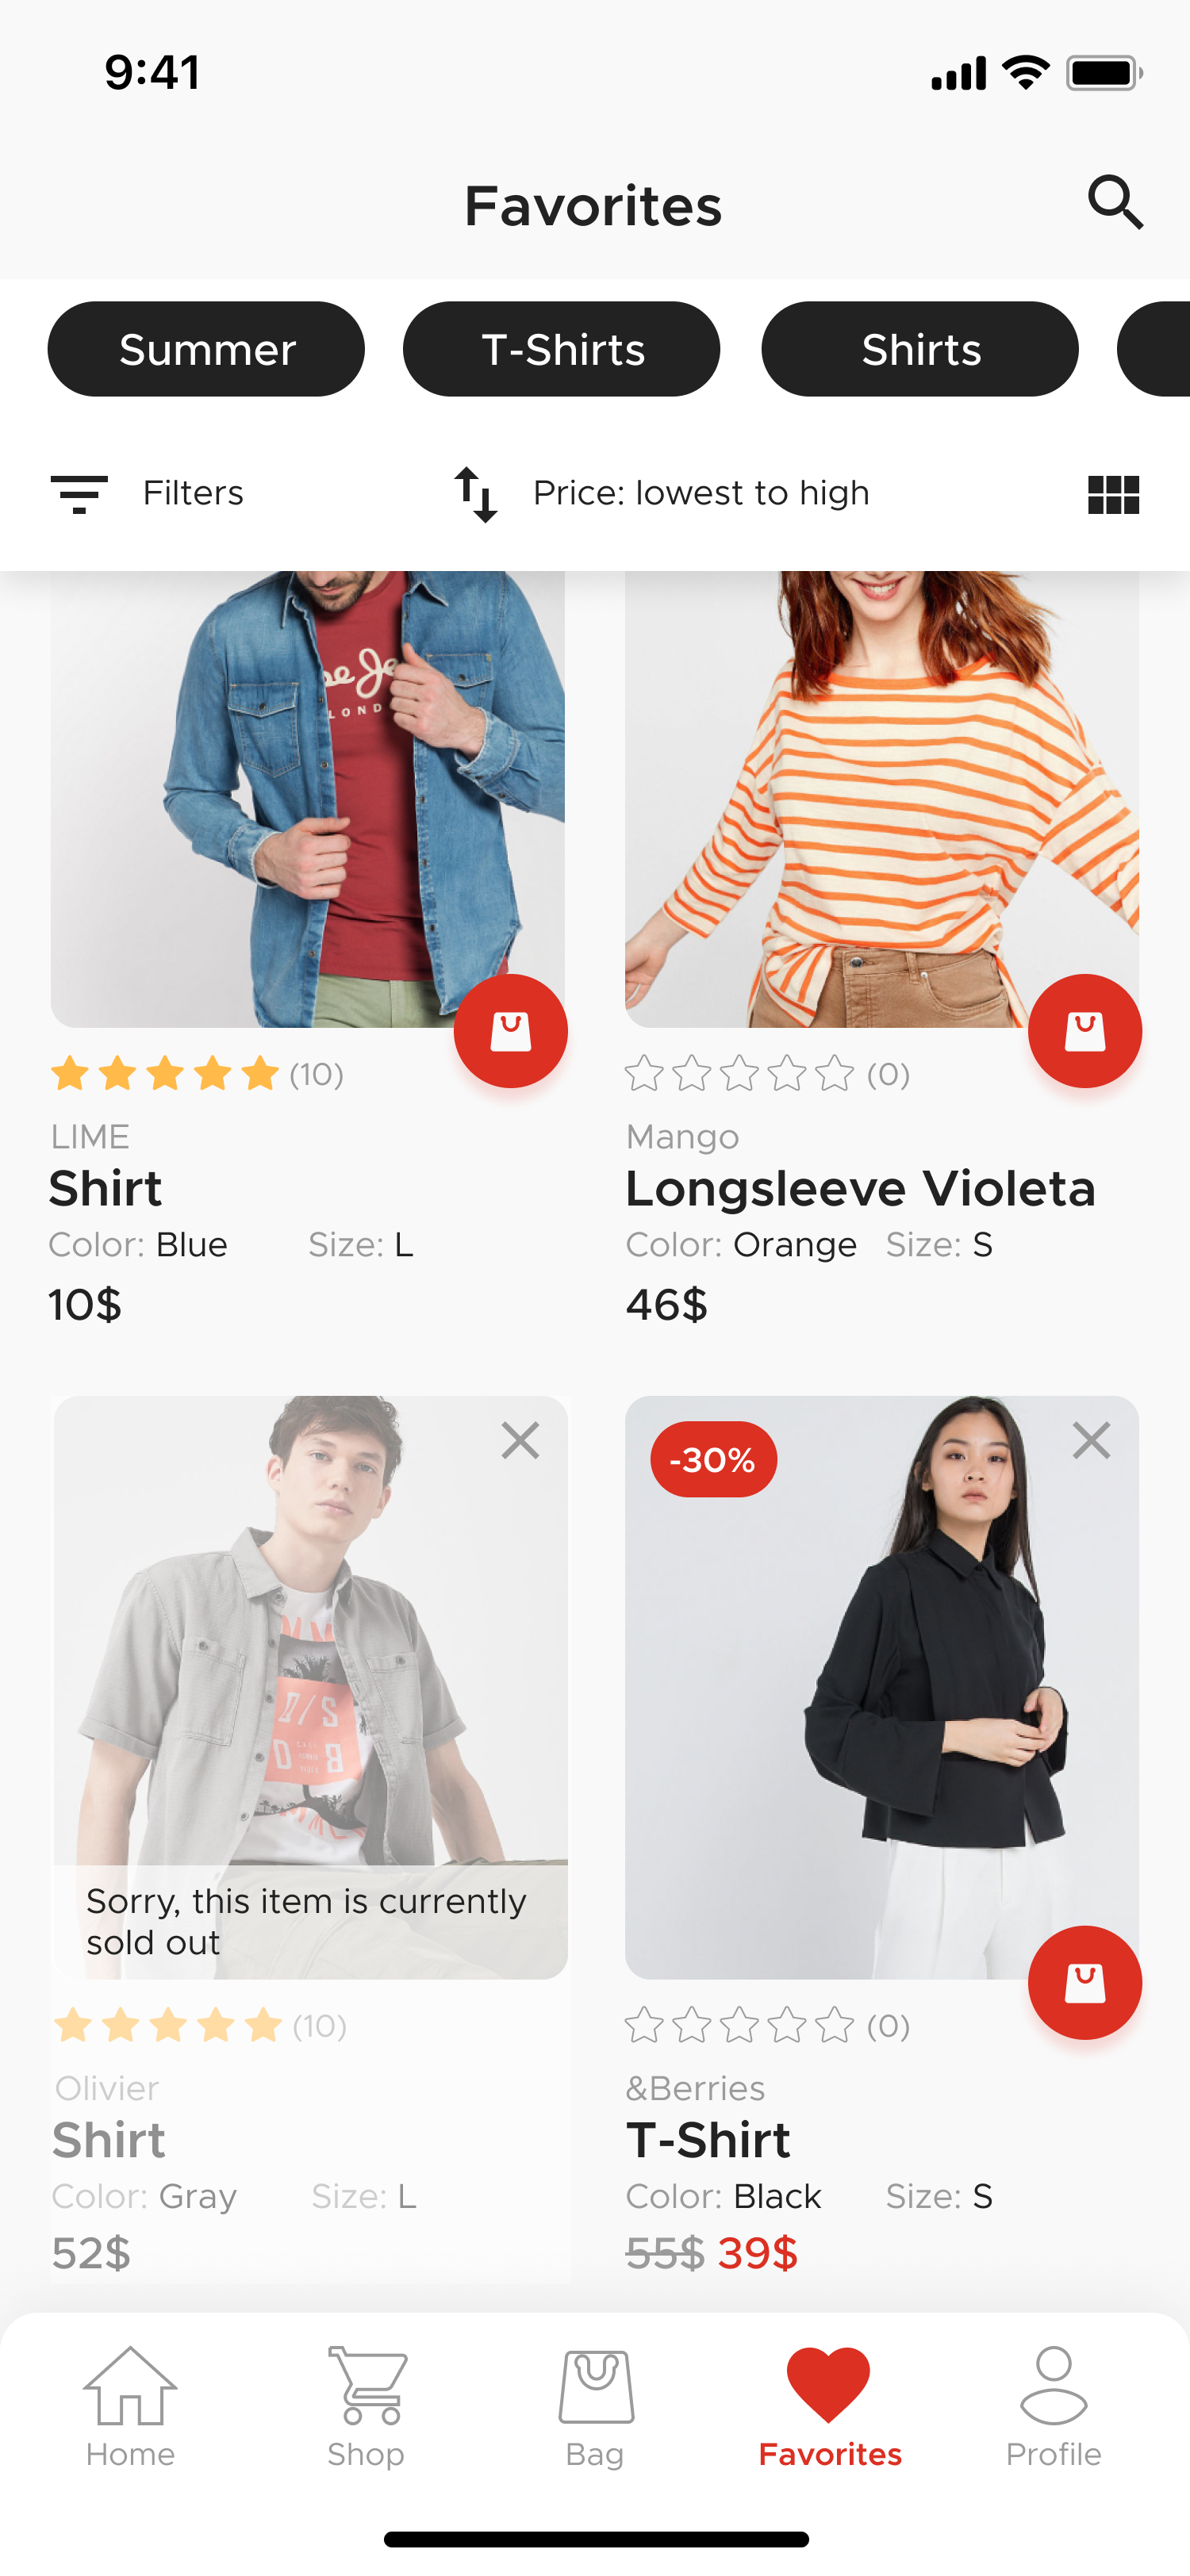 9:41
Favorites
Summer
T-Shirts
Shirts
Filters
Price: lowest to high
LOND
(10)
LIME
Shirt
Color: Blue Size: L
10$
(0)
Mango
Longsleeve Violeta
Color: Orange Size: S
46$
Sorry, this item is currently
sold out
(10)
Olivier
Shirt
Color: Gray Size: L
52$
-30%
(0)
&Berries
T-Shirt
Color: Black Size: S
55$ 39$
Home
Shop
Bag
Favorites
Profile